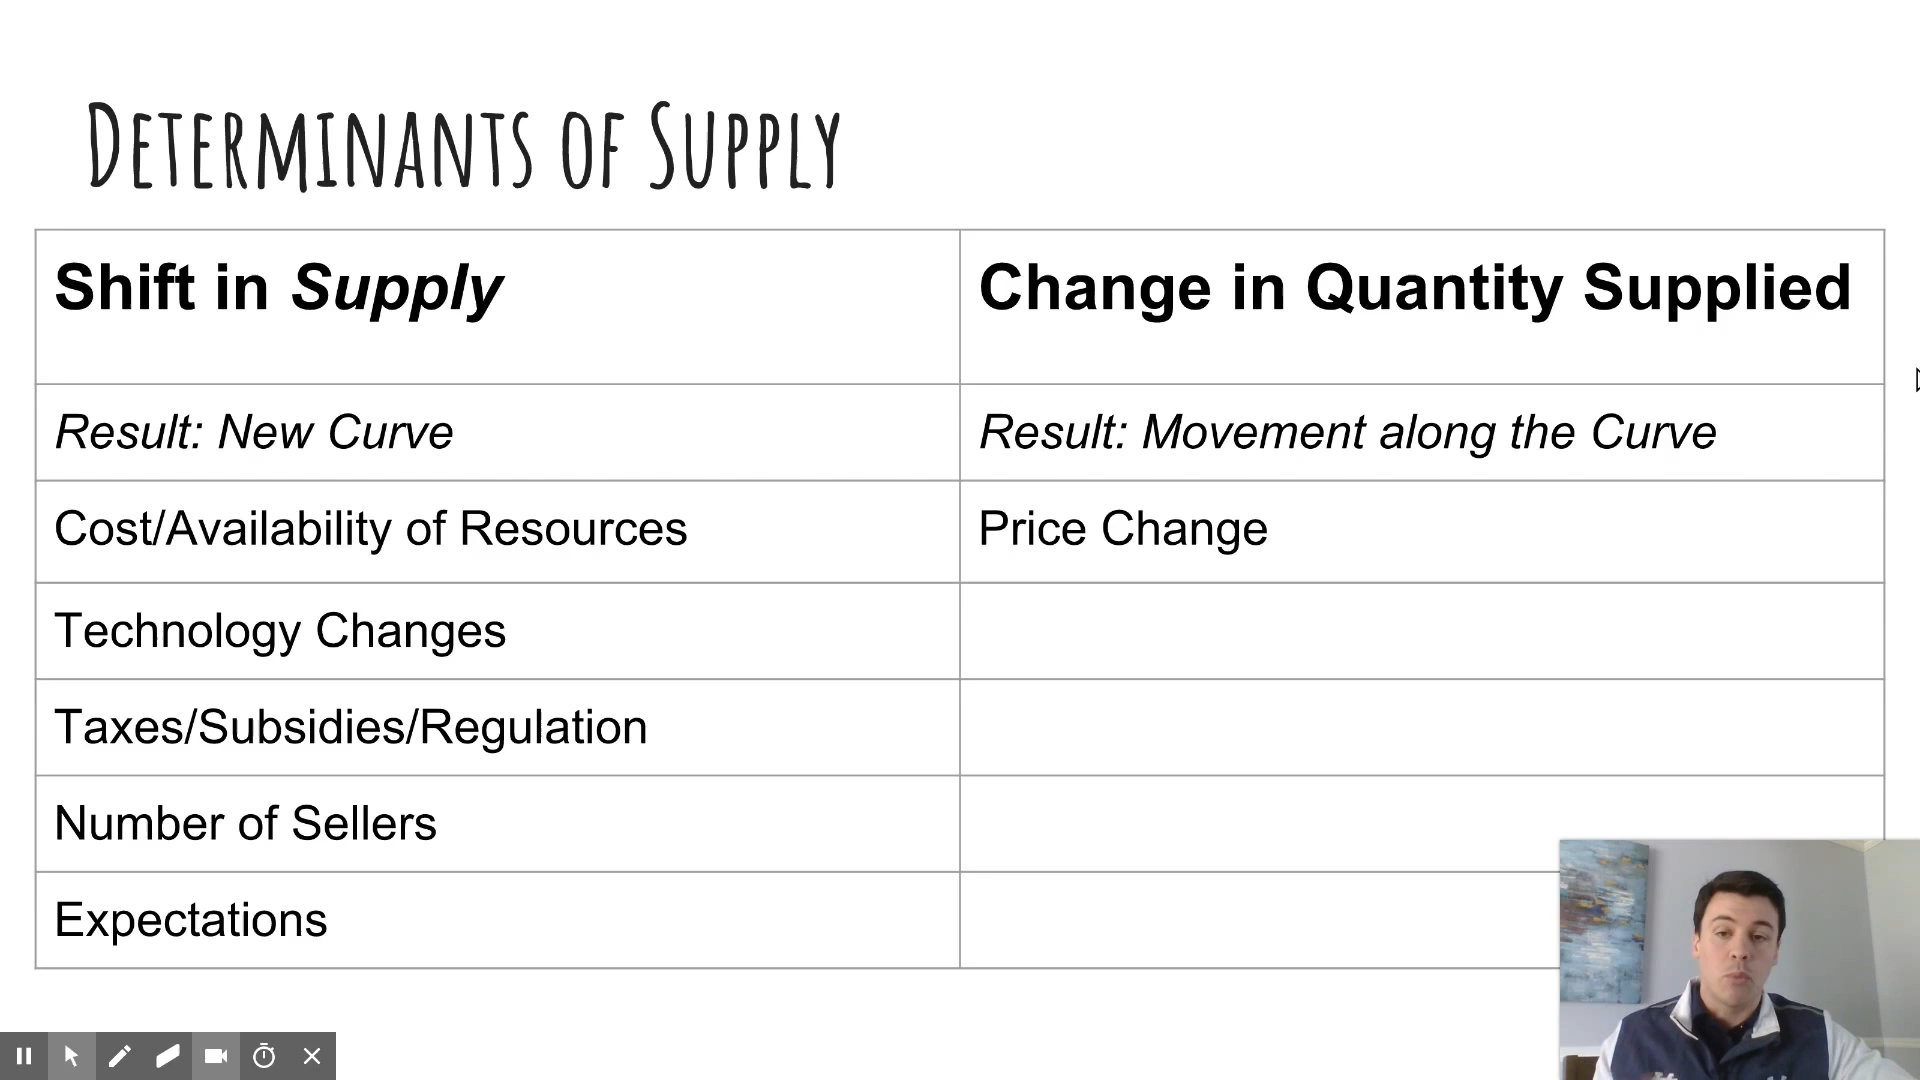 Determinants of Supply
Shift in Supply
Change in Quantity Supplied
Result: New Curve
Result: Movement along the Curve
Cost/Availability of Resources
Price Change
Technology Changes
Taxes/Subsidies/Regulation
Number of Sellers
Expectations